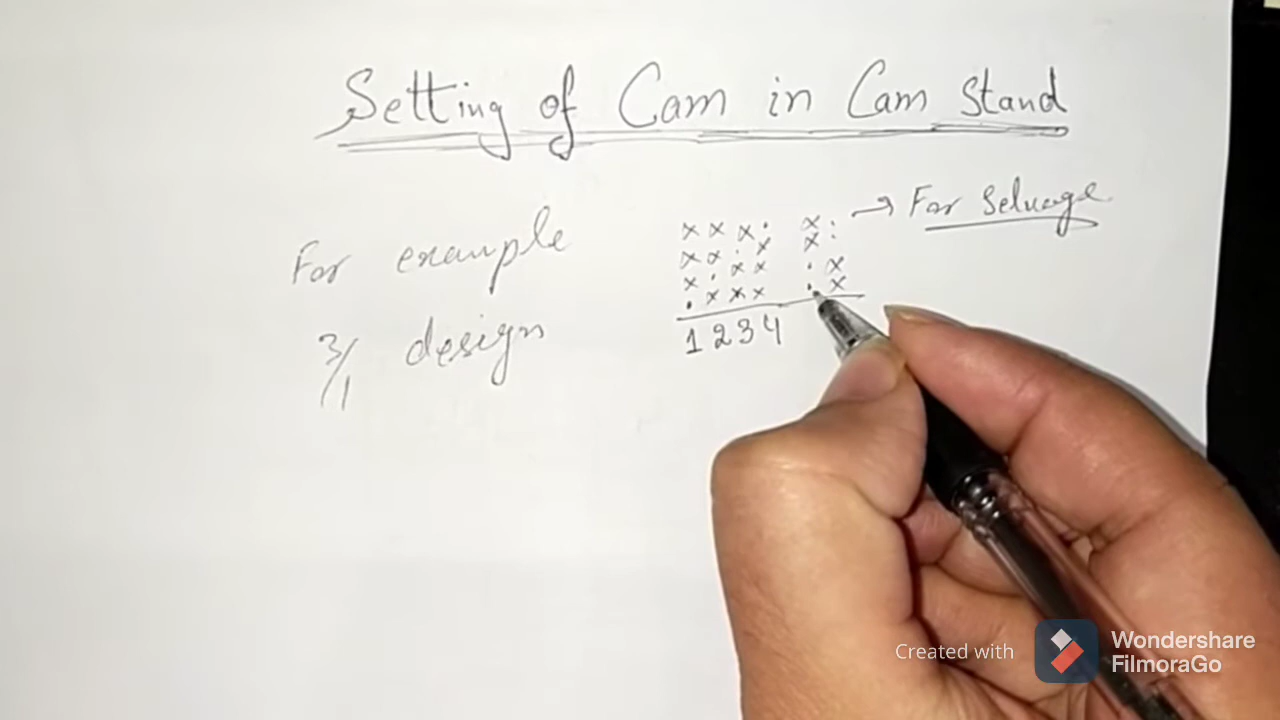 Setting of Cam in Cam Stand
For example
3/1 design
x x x . x . → For Selvage
x x . x x .
x . x x . x
. x x x . x
1 2 3 4
Created with Wondershare FilmoraGo